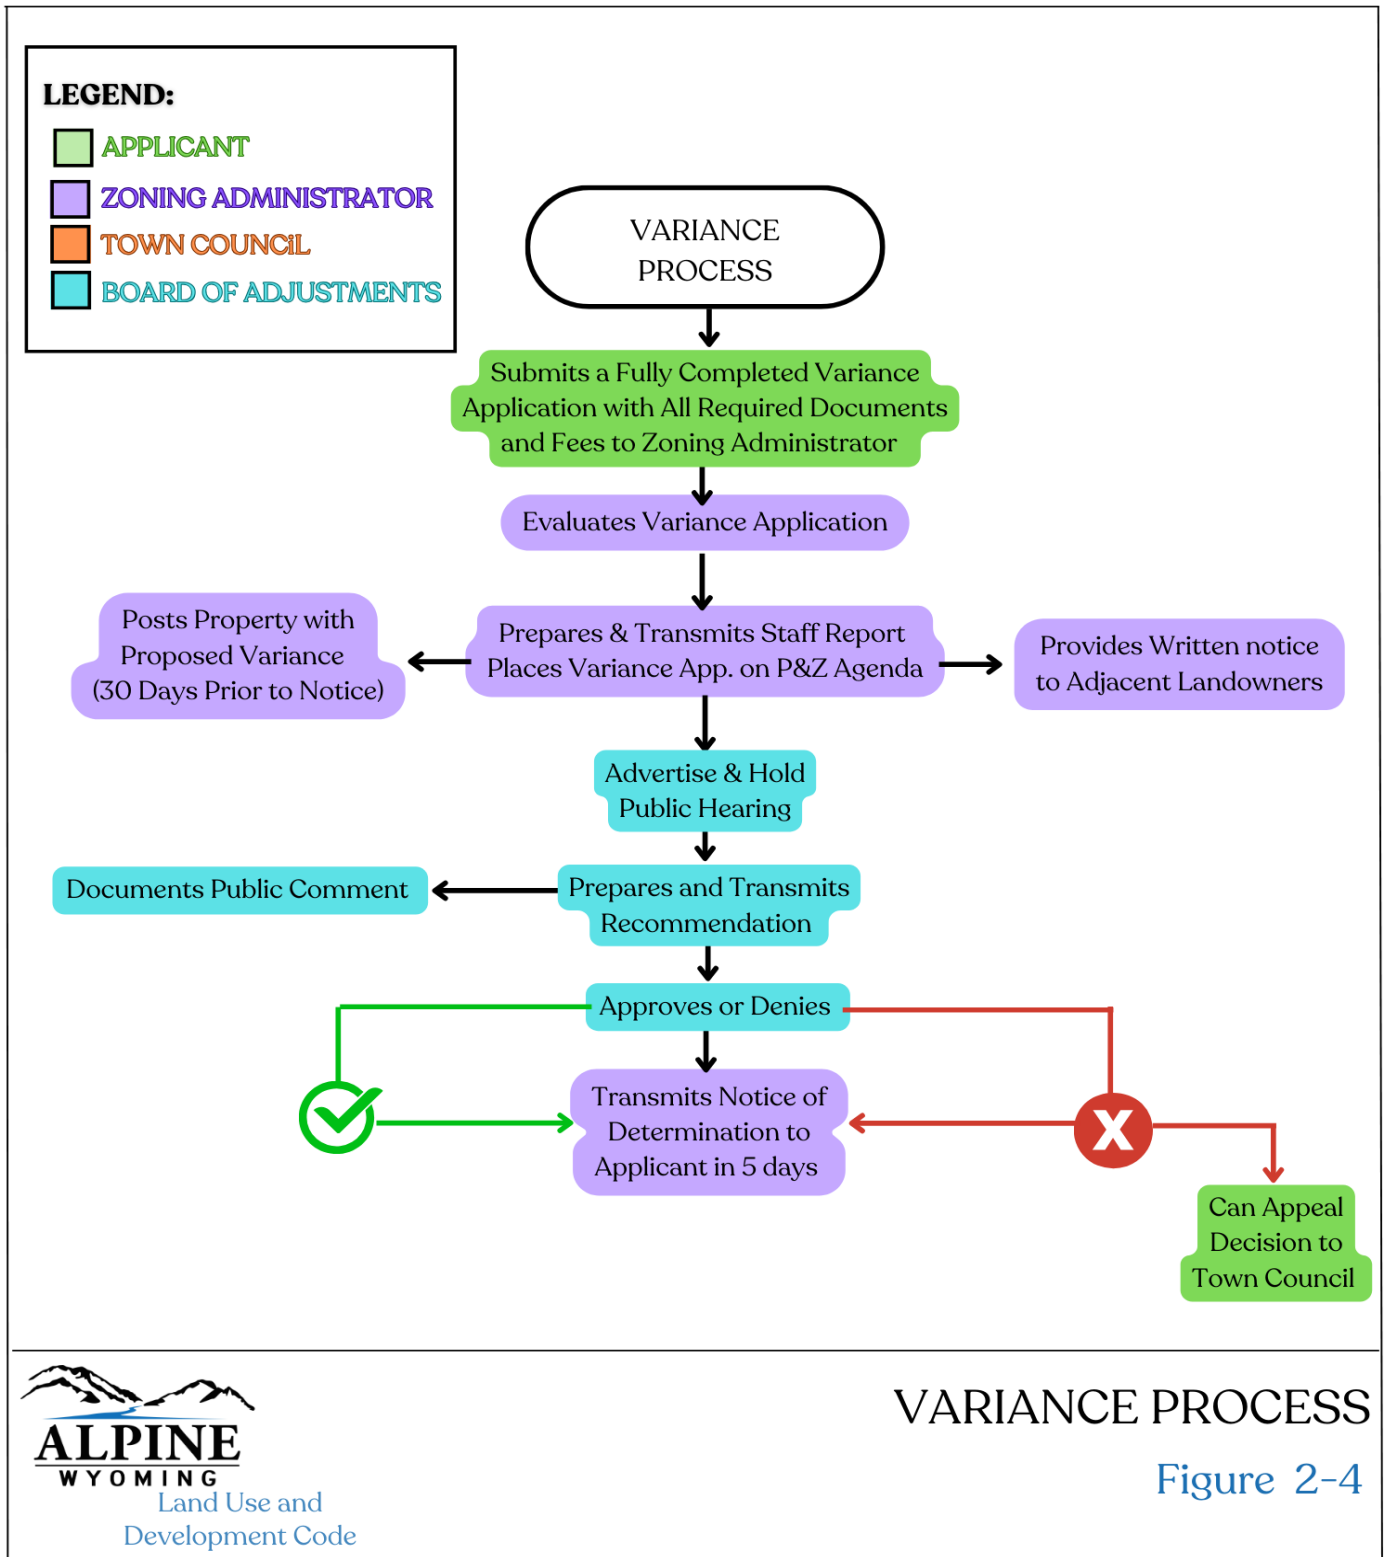 LEGEND:
APPLICANT
ZONING ADMINISTRATOR
TOWN COUNCiL
BOARD OF ADJUSTMENTS
VARIANCE
PROCESS
Submits a Fully Completed Variance
Application with All Required Documents
and Fees to Zoning Administrator
Evaluates Variance Application
Posts Property with
Proposed Variance
(30 Days Prior to Notice)
Prepares & Transmits Staff Report
Places Variance App. on P&Z Agenda
Provides Written notice
to Adjacent Landowners
Advertise & Hold
Public Hearing
Documents Public Comment
Prepares and Transmits
Recommendation
Approves or Denies
Transmits Notice of
Determination to
Applicant in 5 days
X
Can Appeal
Decision to
Town Council
ALPINE
WYOMING
Land Use and
Development Code
VARIANCE PROCESS
Figure 2-4